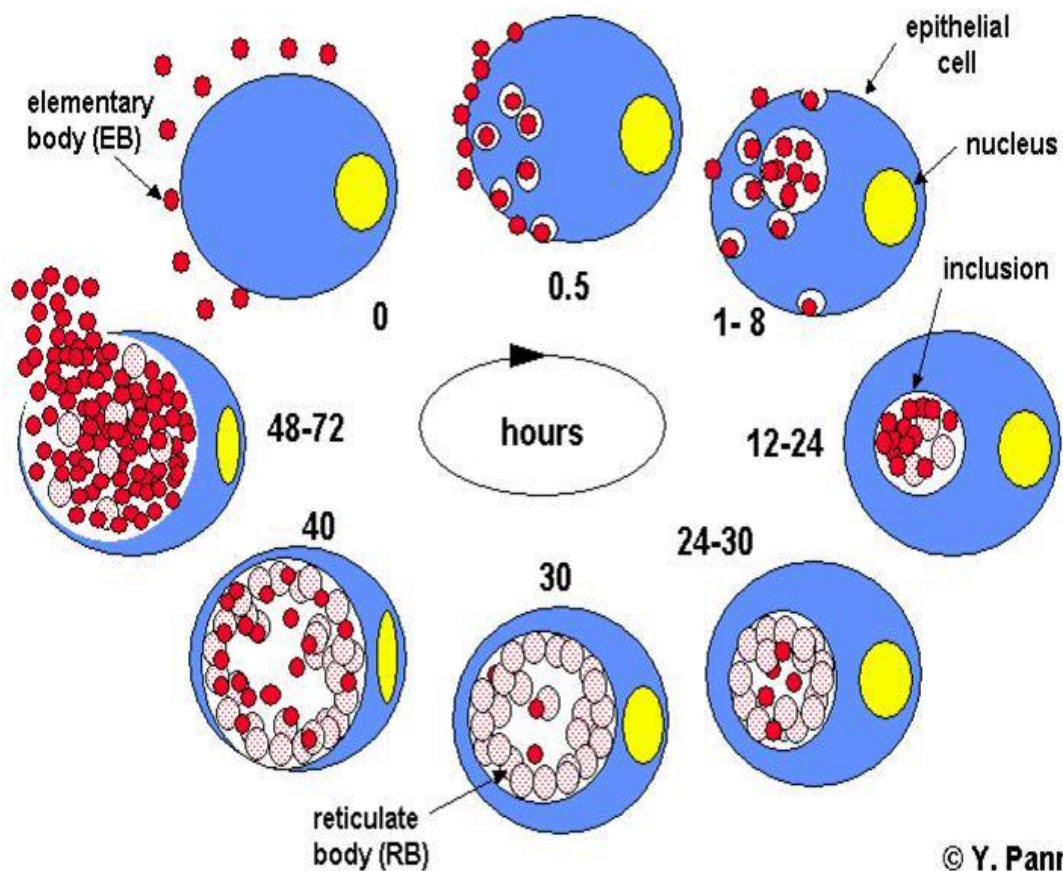 epithelial
cell
elementary
body (EB)
nucleus
0.5
inclusion
0
1- 8
48-72
hours
12-24
40
24-30
30
reticulate
body (RB)
© Y. Pann